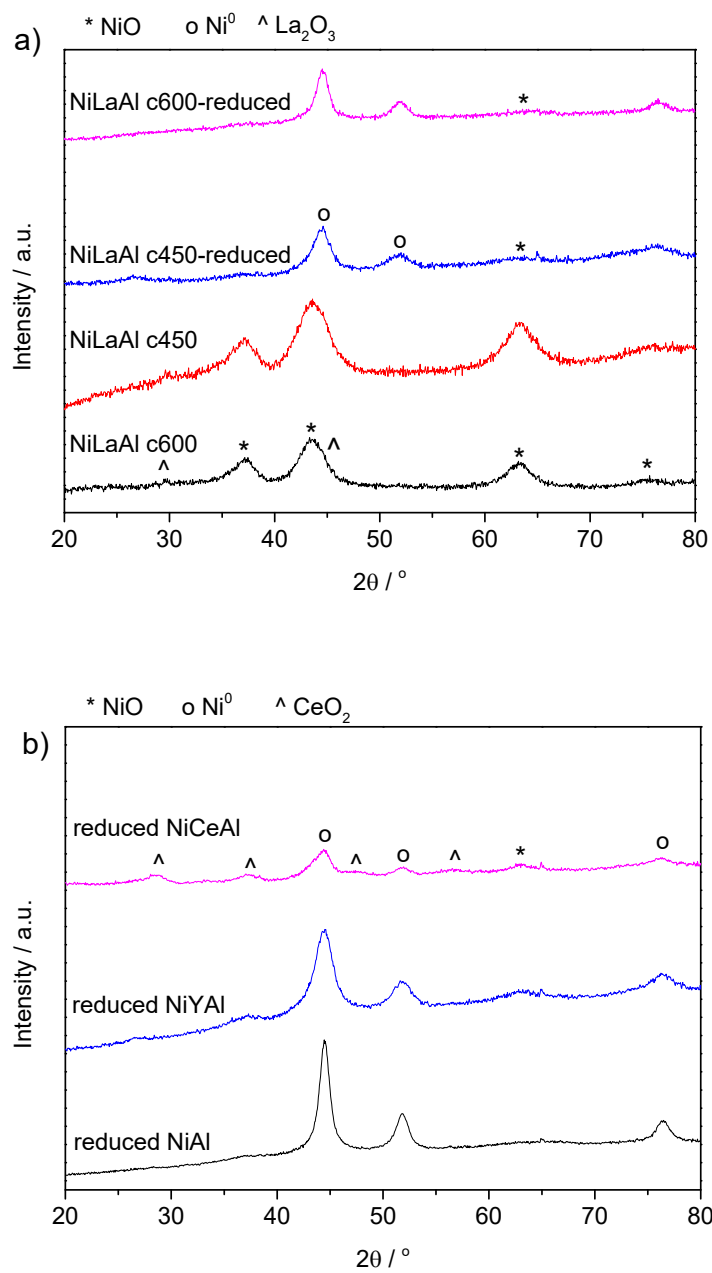 a)
* NiO o Ni⁰ ^ La₂O₃
NiLaAl c600-reduced
*
NiLaAl c450-reduced
o o *
NiLaAl c450
NiLaAl c600
^ * * ^ * *
Intensity / a.u.
20 30 40 50 60 70 80
2θ / °
b)
* NiO o Ni⁰ ^ CeO₂
reduced NiCeAl
^ ^ o ^ o ^ * o
reduced NiYAl
reduced NiAl
Intensity / a.u.
20 30 40 50 60 70 80
2θ / °